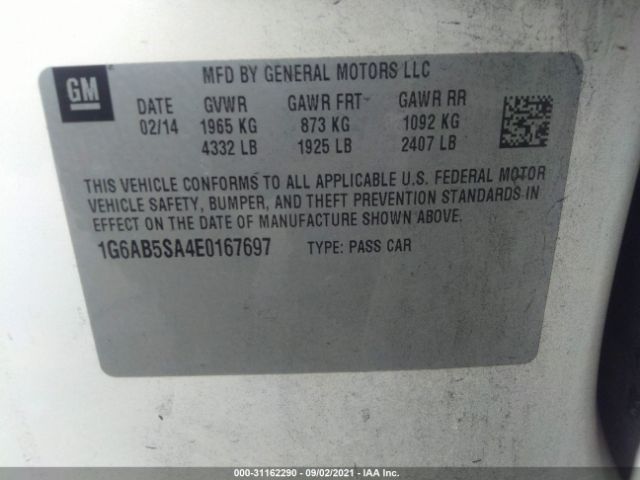 GM
MFD BY GENERAL MOTORS LLC
DATE GVWR GAWR FRT GAWR RR
02/14 1965 KG 873 KG 1092 KG
4332 LB 1925 LB 2407 LB
THIS VEHICLE CONFORMS TO ALL APPLICABLE U.S. FEDERAL MOTOR
VEHICLE SAFETY, BUMPER, AND THEFT PREVENTION STANDARDS IN
EFFECT ON THE DATE OF MANUFACTURE SHOWN ABOVE.
1G6AB5SA4E0167697 TYPE: PASS CAR
000-31162290 - 09/02/2021 - IAA Inc.